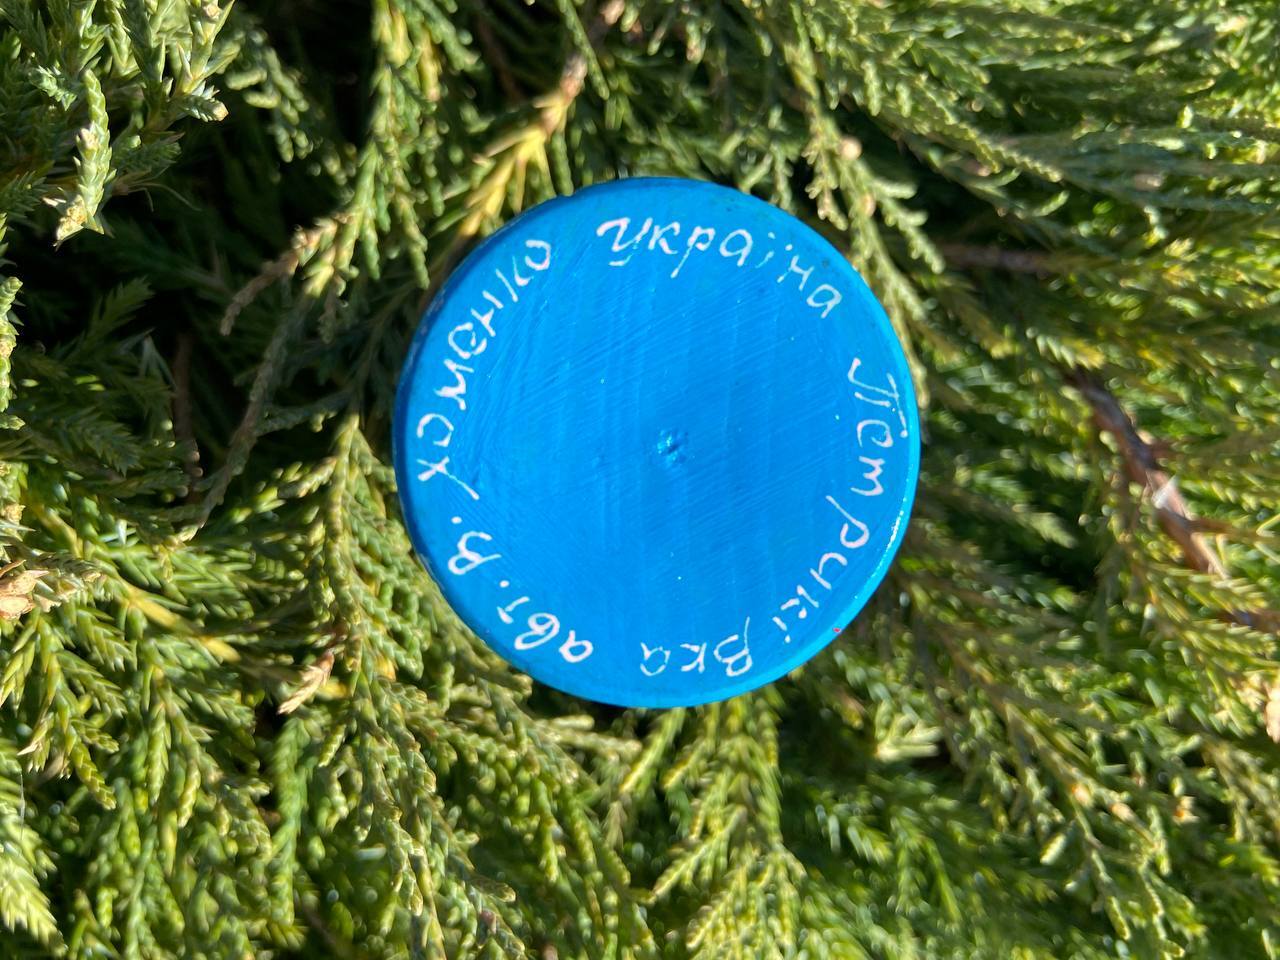 Україна
Петриківка
авт. В. Хоменко